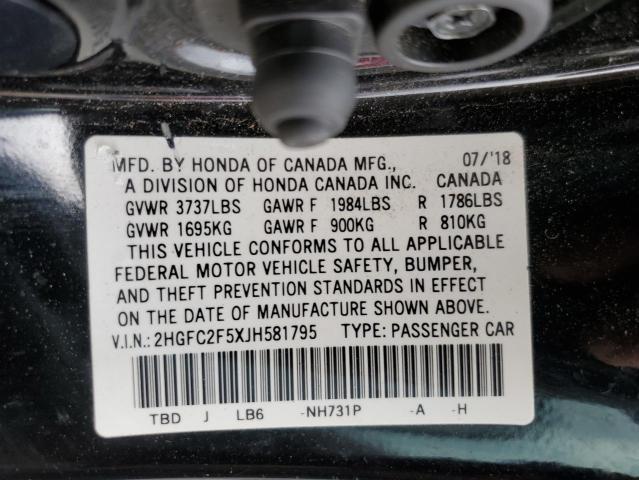 MFD. BY HONDA OF CANADA MFG., 07/'18
A DIVISION OF HONDA CANADA INC. CANADA
GVWR 3737LBS GAWR F 1984LBS R 1786LBS
GVWR 1695KG GAWR F 900KG R 810KG
THIS VEHICLE CONFORMS TO ALL APPLICABLE
FEDERAL MOTOR VEHICLE SAFETY, BUMPER,
AND THEFT PREVENTION STANDARDS IN EFFECT
ON THE DATE OF MANUFACTURE SHOWN ABOVE.
V.I.N.: 2HGFC2F5XJH581795 TYPE: PASSENGER CAR
TBD J LB6 -NH731P -A -H